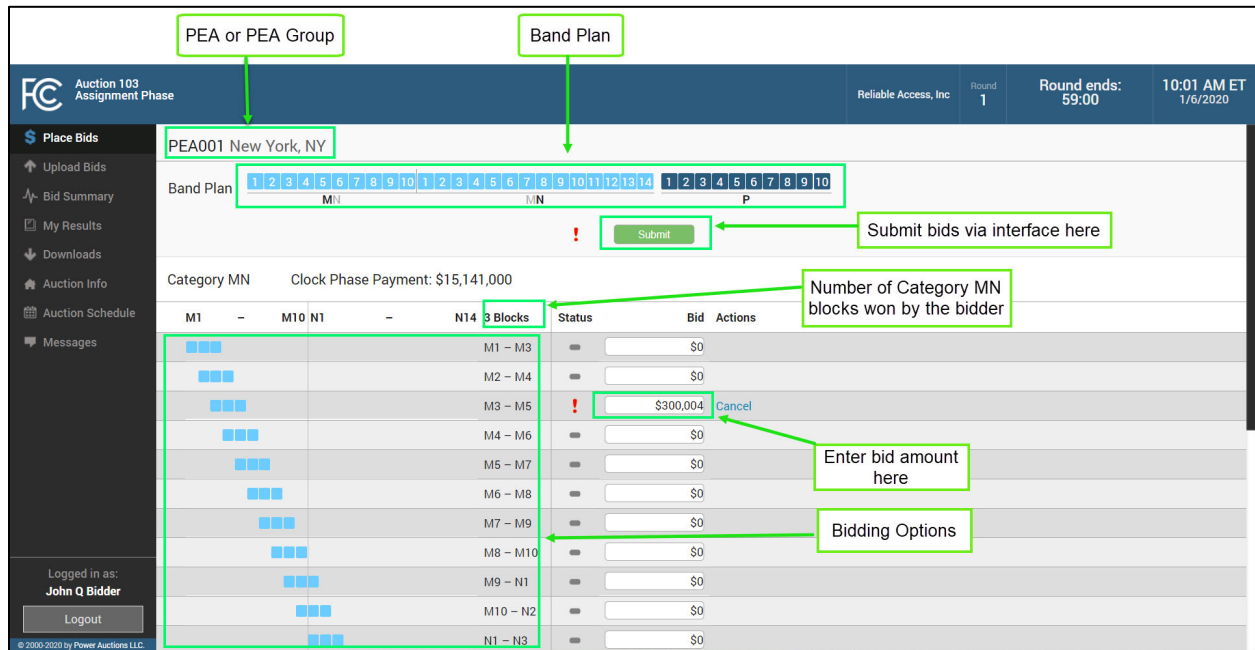 PEA or PEA Group
Band Plan
FCC
Auction 103
Assignment Phase
Reliable Access, Inc
Round
1
Round ends:
59:00
10:01 AM ET
1/6/2020
Place Bids
Upload Bids
Bid Summary
My Results
Downloads
Auction Info
Auction Schedule
Messages
PEA001 New York, NY
Band Plan
1 2 3 4 5 6 7 8 9 10 1 2 3 4 5 6 7 8 9 10 11 12 13 14 1 2 3 4 5 6 7 8 9 10
MN MN P
! Submit
Submit bids via interface here
Category MN Clock Phase Payment: $15,141,000
Number of Category MN
blocks won by the bidder
M1 – M10 N1 – N14 3 Blocks Status Bid Actions
M1 – M3 $0
M2 – M4 $0
M3 – M5 ! $300,004 Cancel
M4 – M6 $0
M5 – M7 $0
M6 – M8 $0
M7 – M9 $0
M8 – M10 $0
M9 – N1 $0
M10 – N2 $0
N1 – N3 $0
Enter bid amount
here
Bidding Options
Logged in as:
John Q Bidder
Logout
© 2000-2020 by Power Auctions LLC.